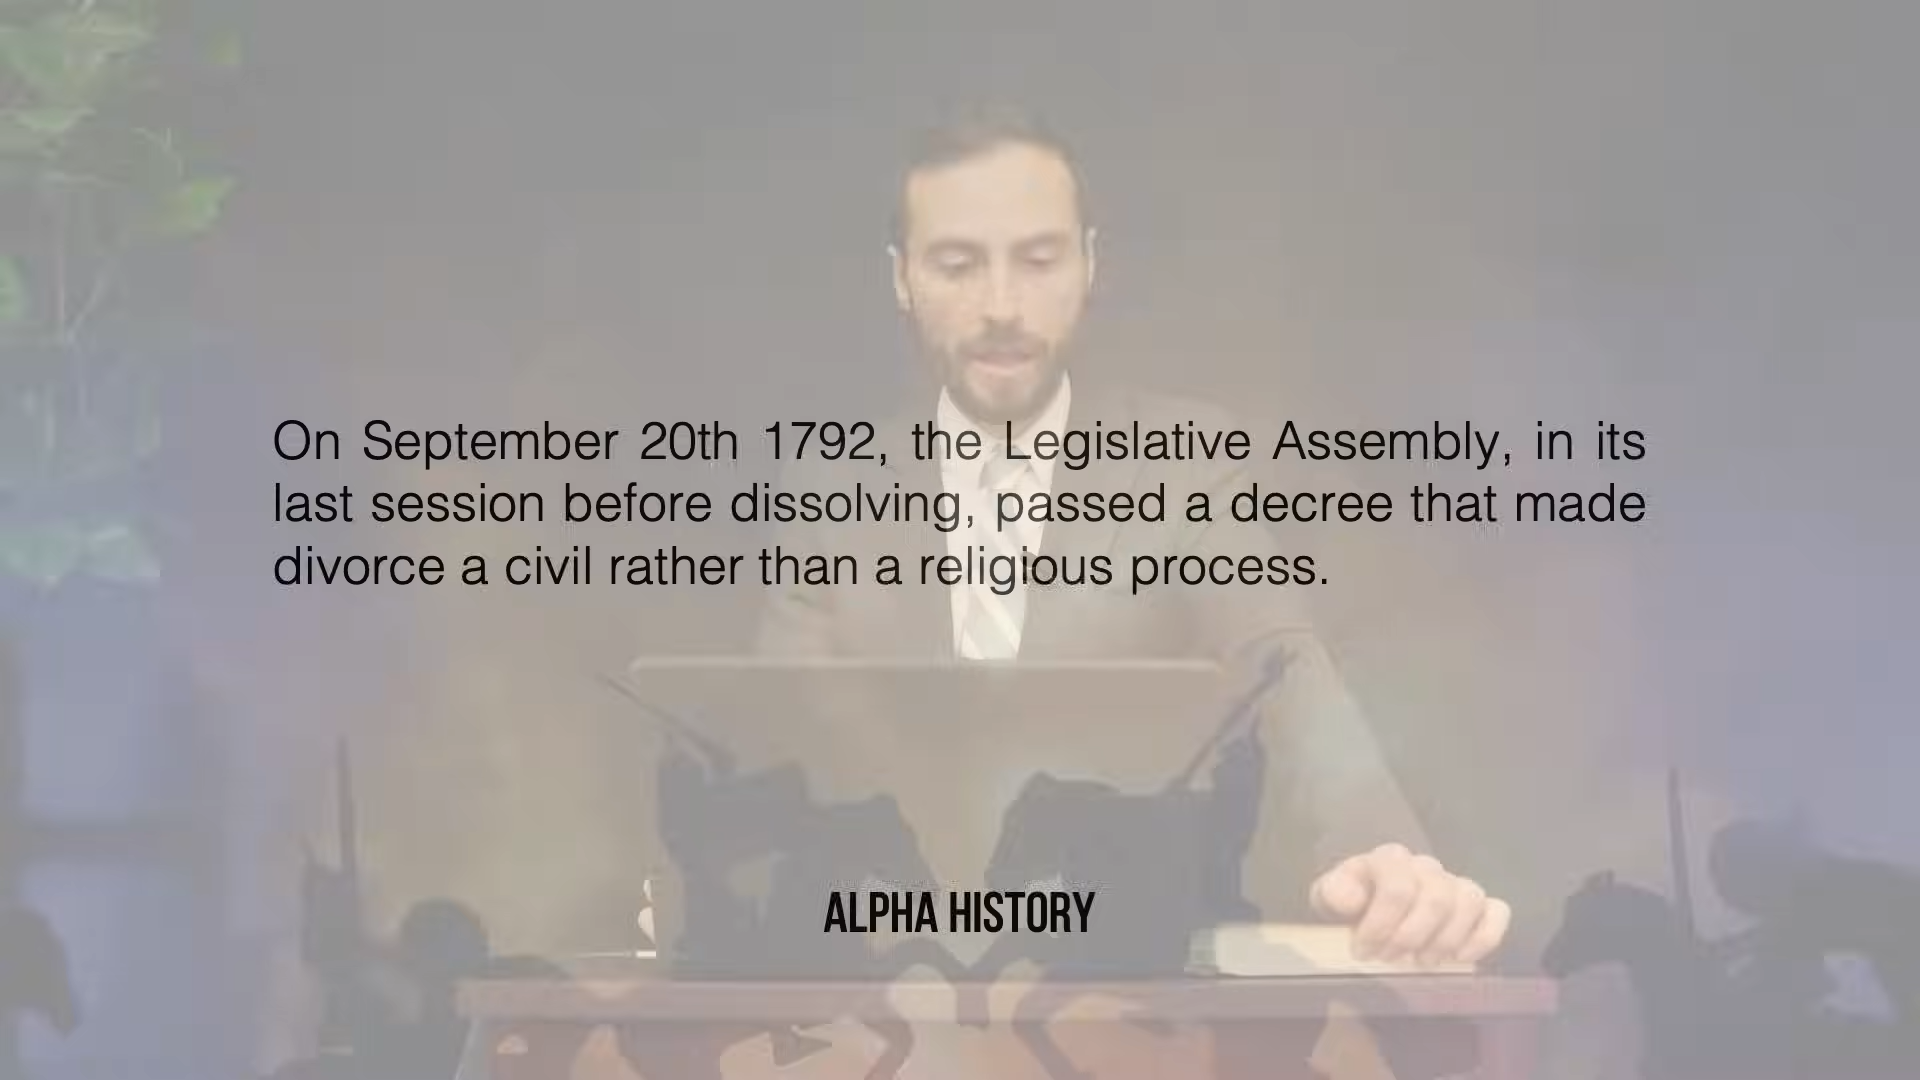 On September 20th 1792, the Legislative Assembly, in its
last session before dissolving, passed a decree that made
divorce a civil rather than a religious process.
ALPHA HISTORY